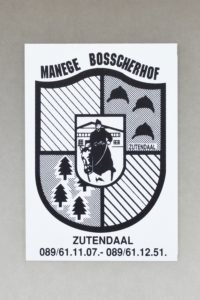 MANEGE BOSSCHERHOF
ZUTENDAAL
ZUTENDAAL
089/61.11.07.- 089/61.12.51.